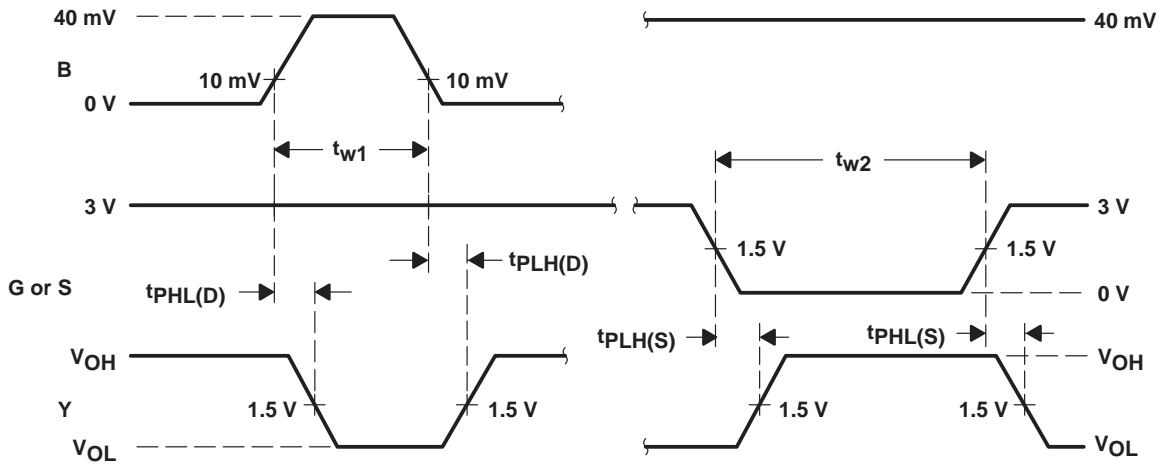 40 mV
40 mV
B
10 mV
10 mV
0 V
tw1
tw2
3 V
3 V
1.5 V
1.5 V
tPLH(D)
G or S
tPHL(D)
0 V
tPLH(S)
tPHL(S)
VOH
VOH
Y
1.5 V
1.5 V
1.5 V
1.5 V
VOL
VOL